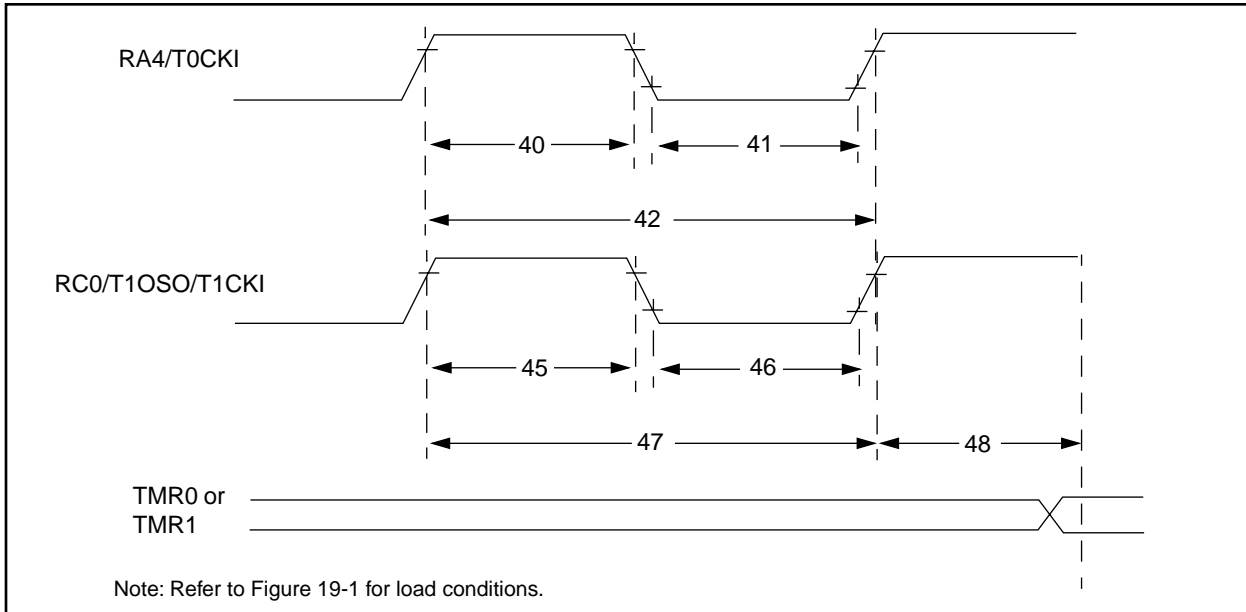 RA4/T0CKI
40
41
42
RC0/T1OSO/T1CKI
45
46
47
48
TMR0 or
TMR1
Note: Refer to Figure 19-1 for load conditions.